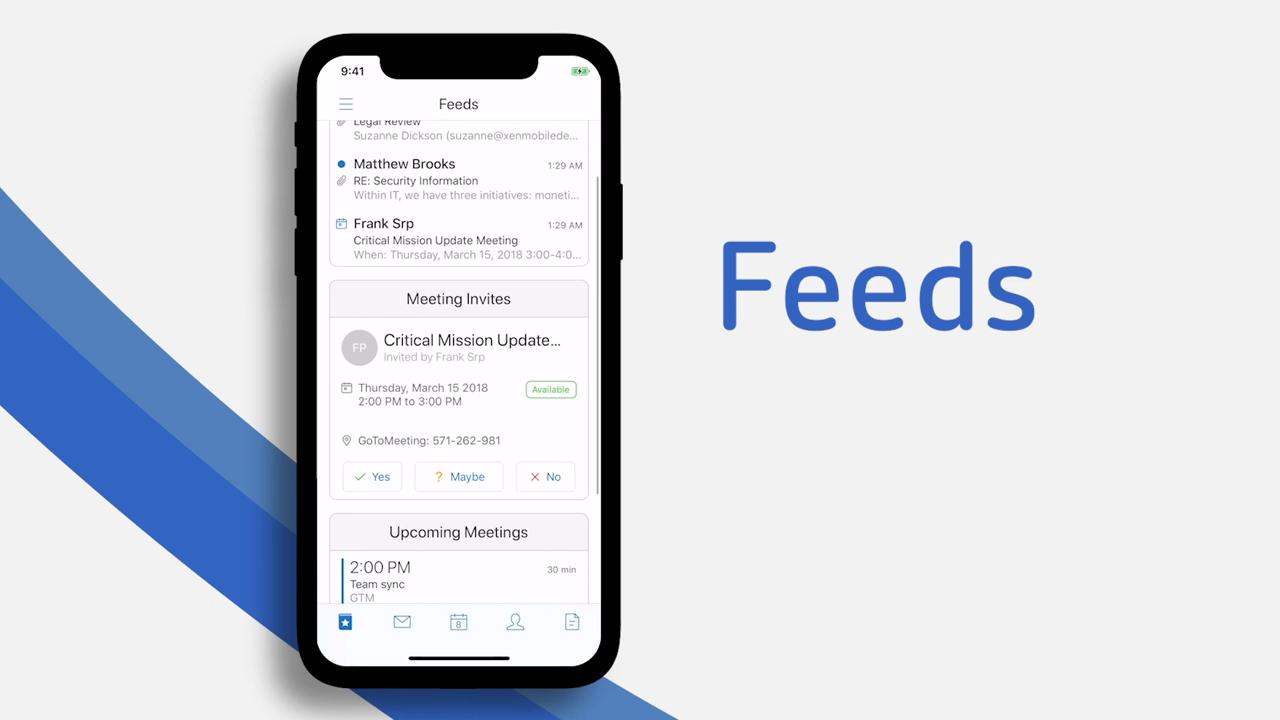 9:41
Feeds
Legal Review
Suzanne Dickson (suzanne@xenmobilede...
Matthew Brooks 1:29 AM
RE: Security Information
Within IT, we have three initiatives: moneti...
Frank Srp 1:29 AM
Critical Mission Update Meeting
When: Thursday, March 15, 2018 3:00-4:0...
Meeting Invites
FP
Critical Mission Update...
Invited by Frank Srp
Thursday, March 15 2018 Available
2:00 PM to 3:00 PM
GoToMeeting: 571-262-981
Yes ? Maybe No
Upcoming Meetings
2:00 PM 30 min
Team sync
GTM
8
Feeds